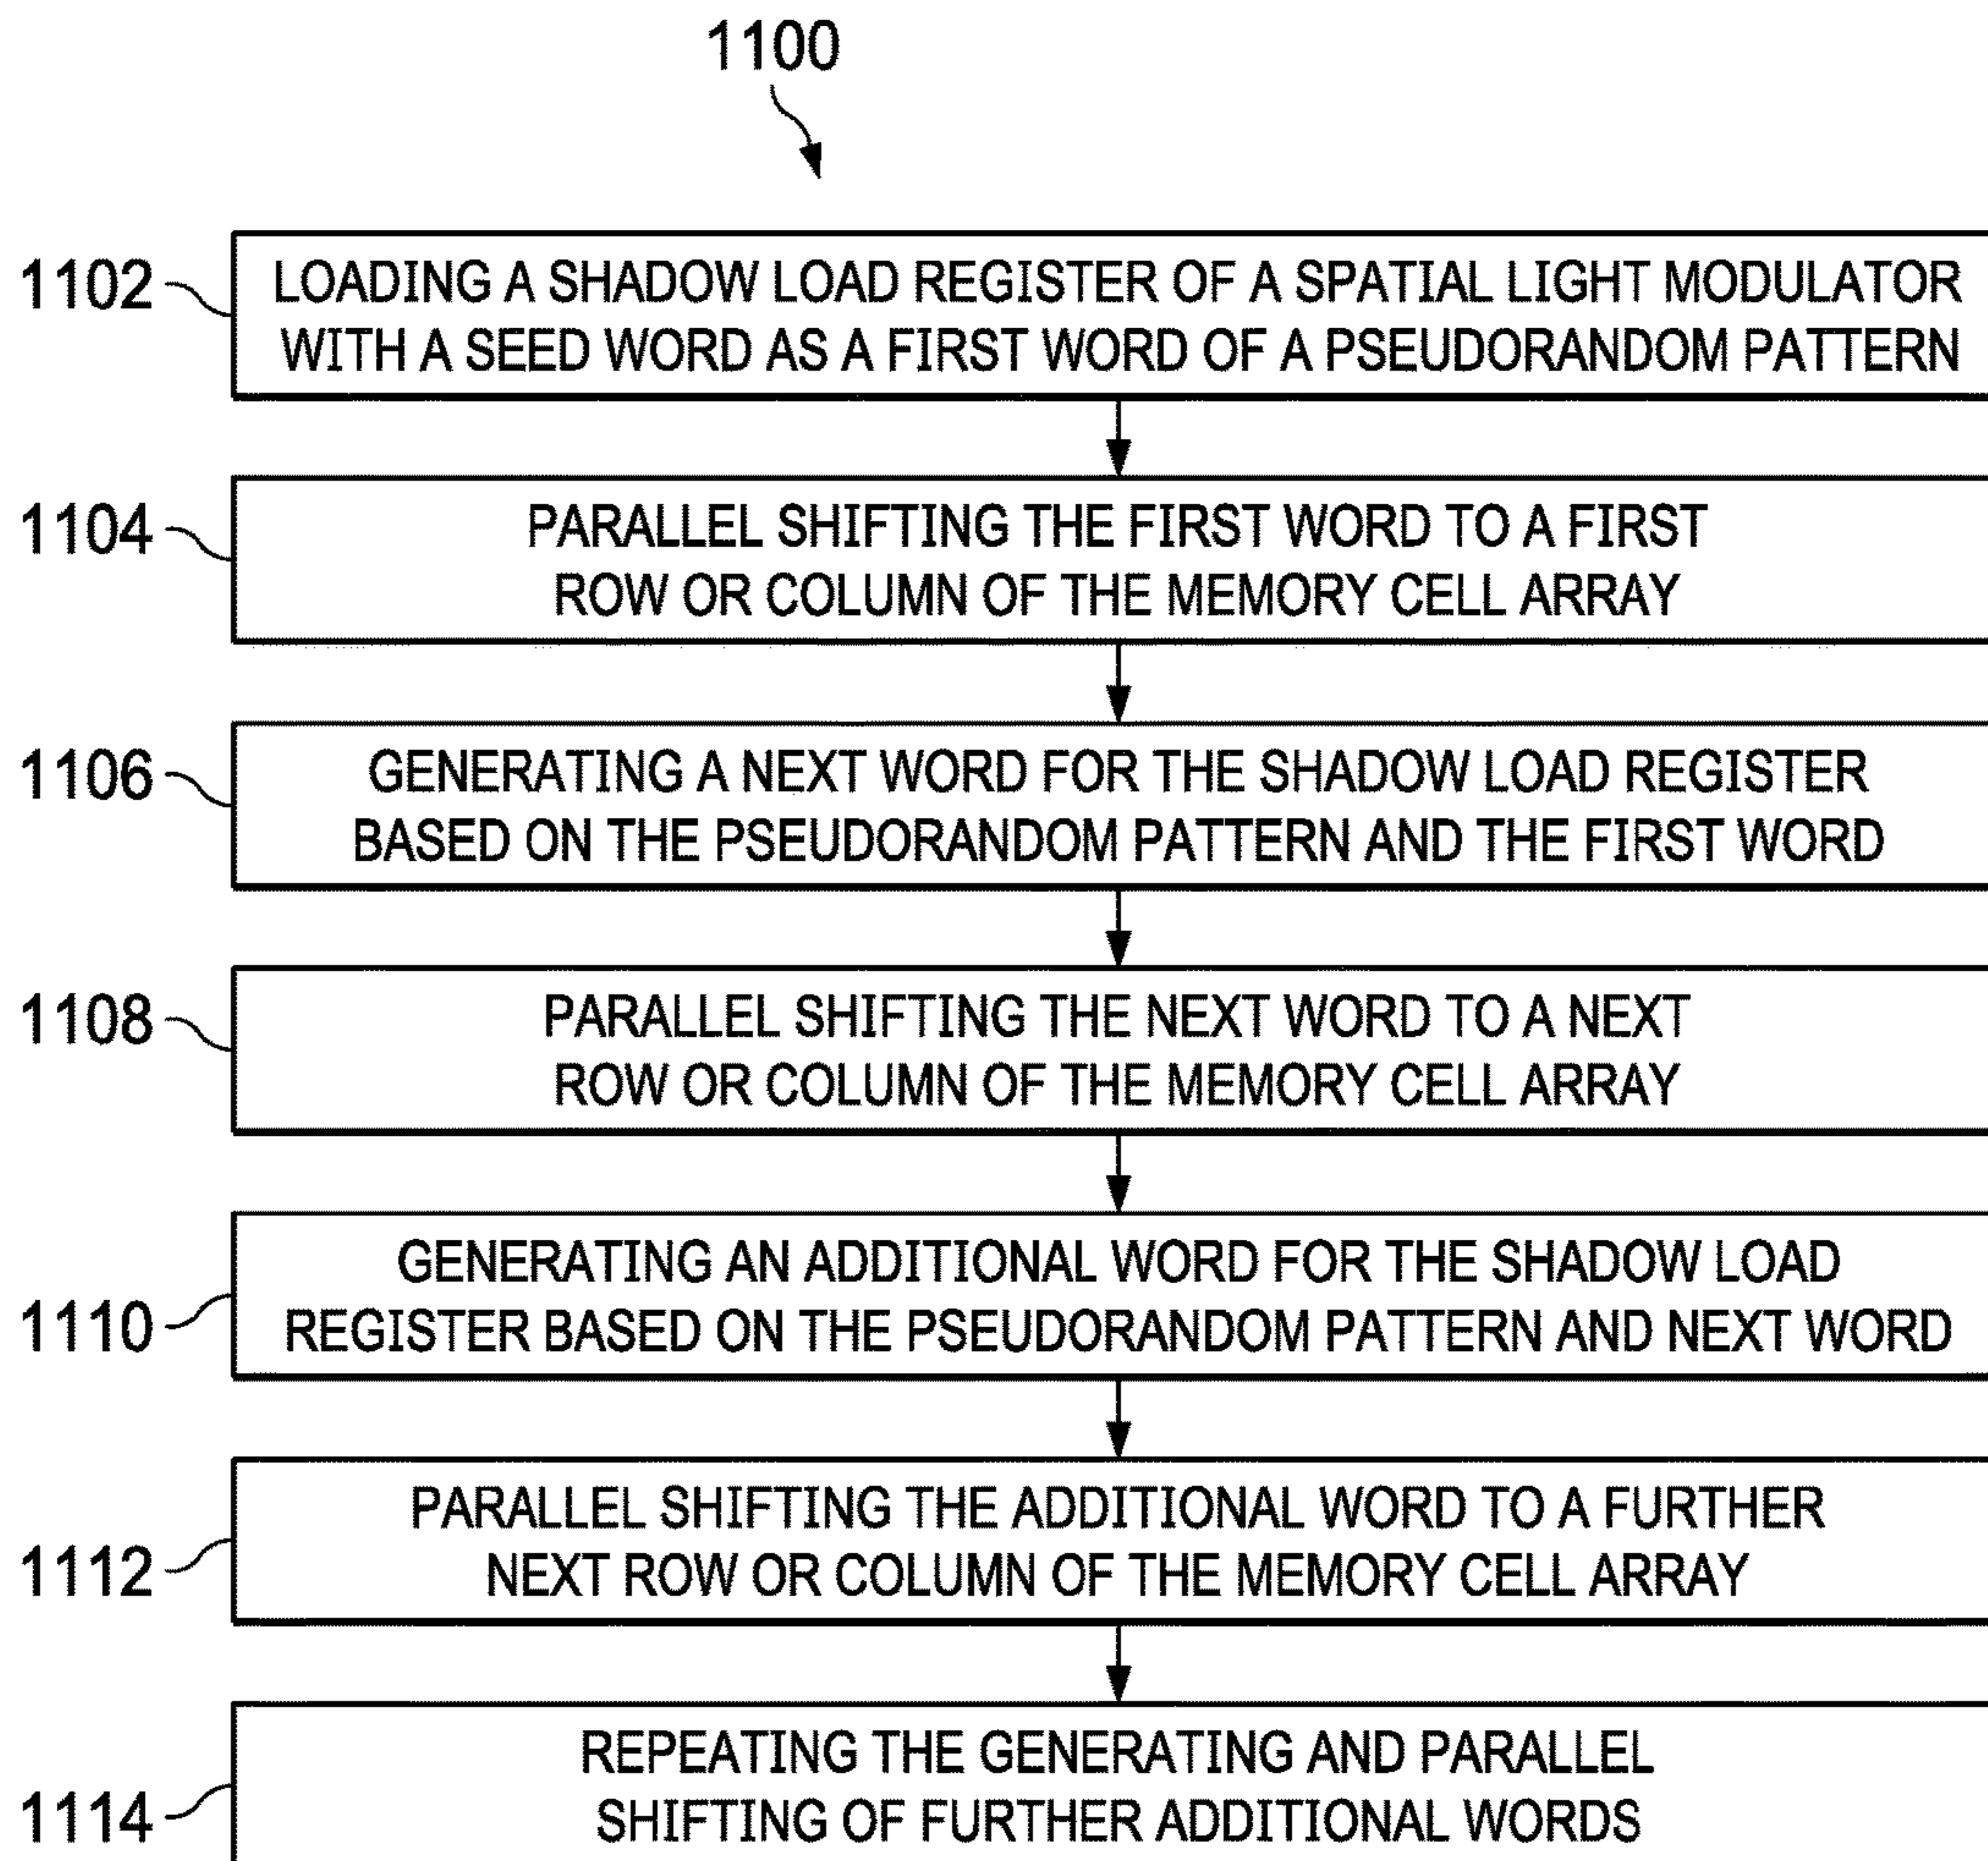 1100
1102
LOADING A SHADOW LOAD REGISTER OF A SPATIAL LIGHT MODULATOR
WITH A SEED WORD AS A FIRST WORD OF A PSEUDORANDOM PATTERN
1104
PARALLEL SHIFTING THE FIRST WORD TO A FIRST
ROW OR COLUMN OF THE MEMORY CELL ARRAY
1106
GENERATING A NEXT WORD FOR THE SHADOW LOAD REGISTER
BASED ON THE PSEUDORANDOM PATTERN AND THE FIRST WORD
1108
PARALLEL SHIFTING THE NEXT WORD TO A NEXT
ROW OR COLUMN OF THE MEMORY CELL ARRAY
1110
GENERATING AN ADDITIONAL WORD FOR THE SHADOW LOAD
REGISTER BASED ON THE PSEUDORANDOM PATTERN AND NEXT WORD
1112
PARALLEL SHIFTING THE ADDITIONAL WORD TO A FURTHER
NEXT ROW OR COLUMN OF THE MEMORY CELL ARRAY
1114
REPEATING THE GENERATING AND PARALLEL
SHIFTING OF FURTHER ADDITIONAL WORDS